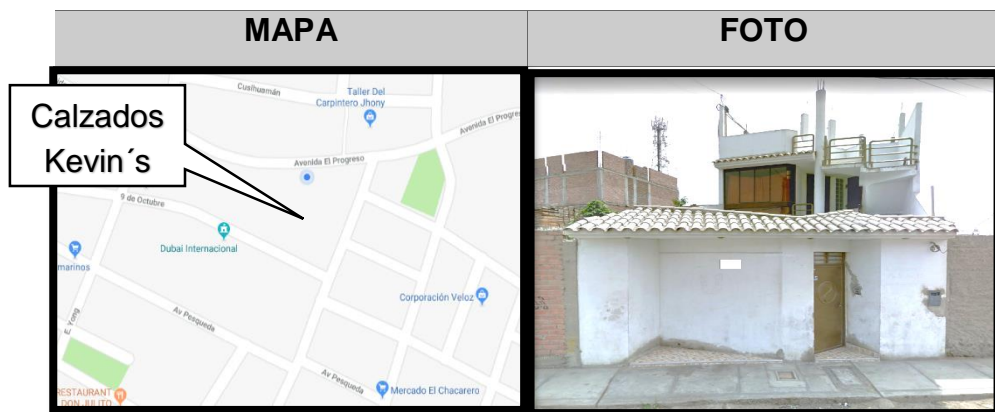 MAPA
FOTO
Calzados
Kevin´s
Cusihuamán
Taller Del
Carpintero Jhony
Avenida El Progre
Avenida El Progreso
9 de Octubre
Dubai Internacional
marinos
Corporación Veloz
Av Pesqueda
E. Yong
Av Pesqueda
Mercado El Chacarero
RESTAURANT
DON JULITO